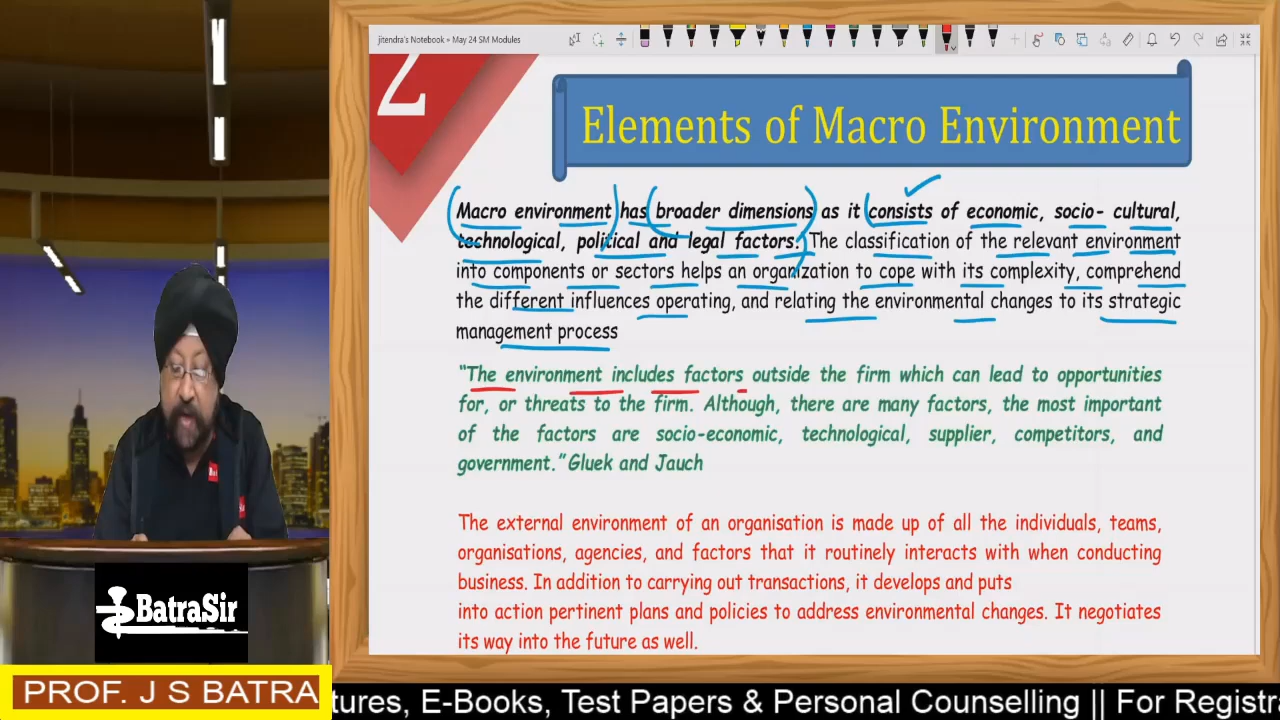 jitendra's Notebook » May 24 SM Modules
2
Elements of Macro Environment
Macro environment has broader dimensions as it consists of economic, socio- cultural,
technological, political and legal factors. The classification of the relevant environment
into components or sectors helps an organization to cope with its complexity, comprehend
the different influences operating, and relating the environmental changes to its strategic
management process
"The environment includes factors outside the firm which can lead to opportunities
for, or threats to the firm. Although, there are many factors, the most important
of the factors are socio-economic, technological, supplier, competitors, and
government." Gluek and Jauch
The external environment of an organisation is made up of all the individuals, teams,
organisations, agencies, and factors that it routinely interacts with when conducting
business. In addition to carrying out transactions, it develops and puts
into action pertinent plans and policies to address environmental changes. It negotiates
its way into the future as well.
BatraSir
PROF. J S BATRA
tures, E-Books, Test Papers & Personal Counselling || For Registra